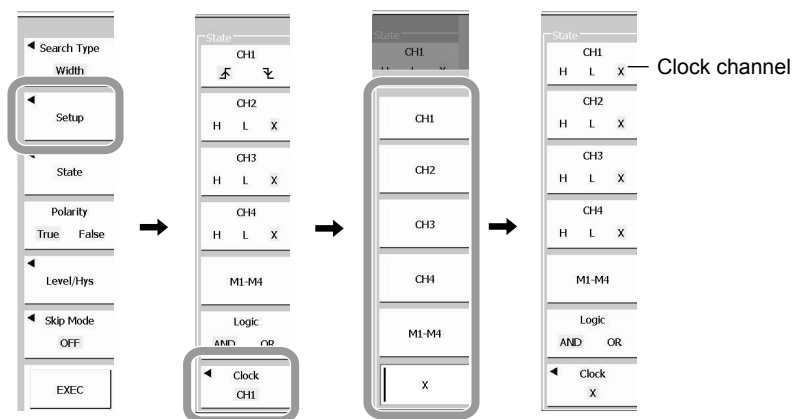 Search Type
Width
Setup
State
Polarity
True False
Level/Hys
Skip Mode
OFF
EXEC
State
CH1
CH2
H L X
CH3
H L X
CH4
H L X
M1-M4
Logic
AND OR
Clock
CH1
State
CH1
H L X
CH1
CH2
CH3
CH4
M1-M4
X
State
CH1
H L X
Clock channel
CH2
H L X
CH3
H L X
CH4
H L X
M1-M4
Logic
AND OR
Clock
X